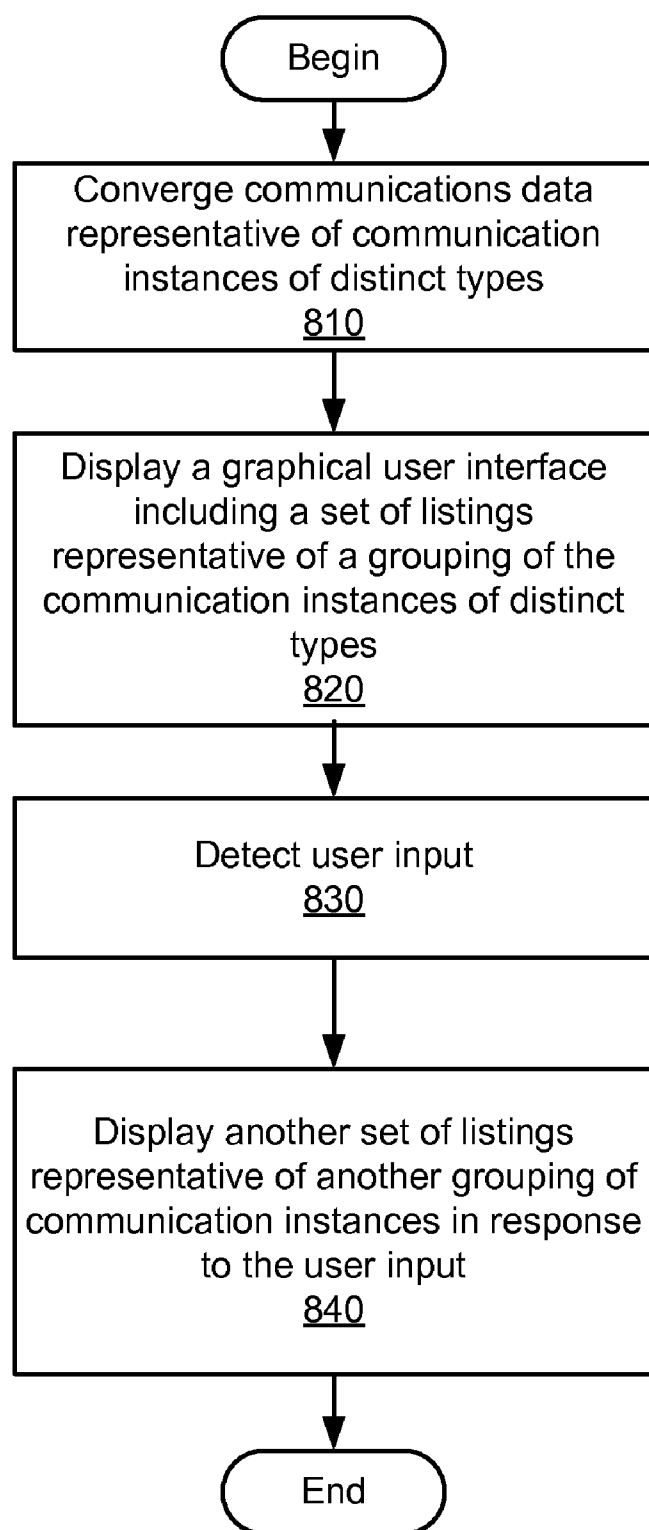 Begin
Converge communications data
representative of communication
instances of distinct types
810
Display a graphical user interface
including a set of listings
representative of a grouping of the
communication instances of distinct
types
820
Detect user input
830
Display another set of listings
representative of another grouping of
communication instances in response
to the user input
840
End